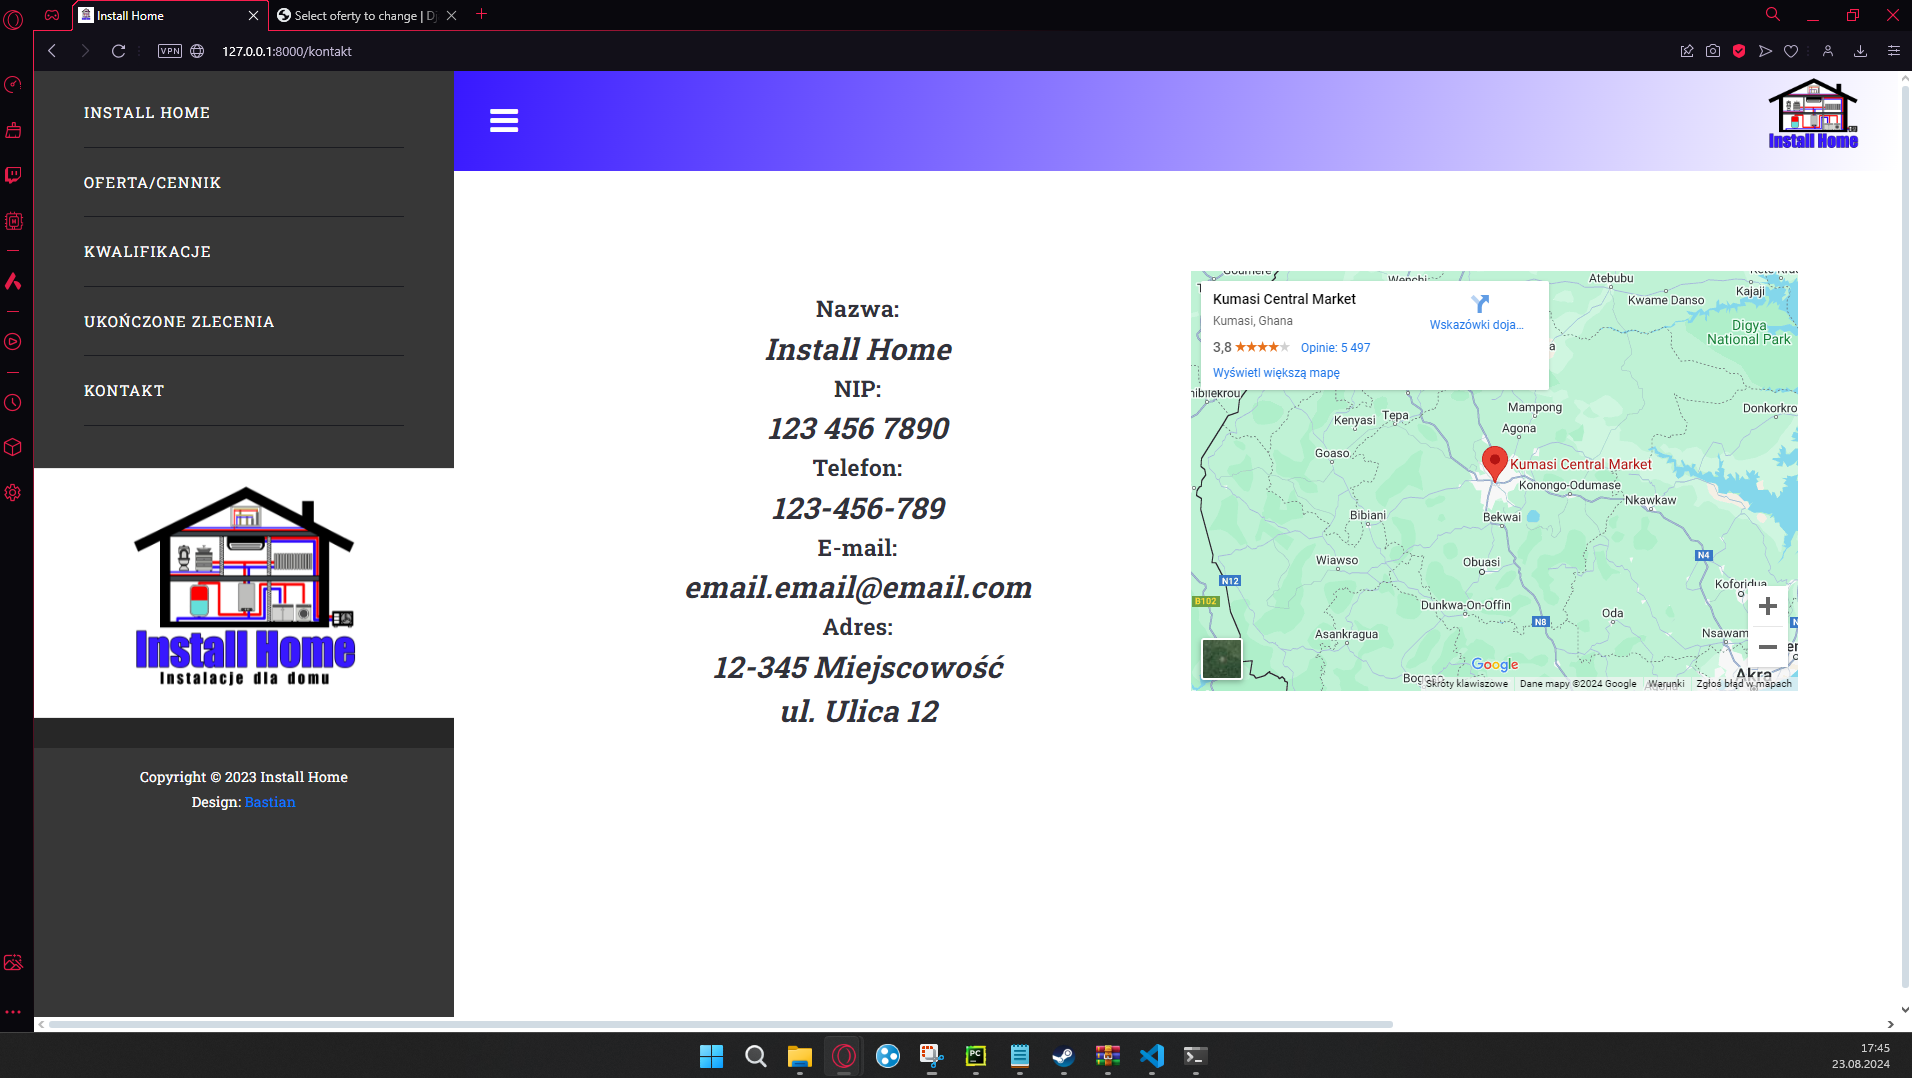 Install Home
Select oferty to change | Dj
VPN
127.0.0.1:8000/kontakt
INSTALL HOME
OFERTA/CENNIK
KWALIFIKACJE
UKOŃCZONE ZLECENIA
KONTAKT
Install Home
Instalacje dla domu
Copyright © 2023 Install Home
Design: Bastian
Install Home
Nazwa:
Install Home
NIP:
123 456 7890
Telefon:
123-456-789
E-mail:
email.email@email.com
Adres:
12-345 Miejscowość
ul. Ulica 12
Kumasi Central Market
Kumasi, Ghana
Wskazówki doja...
3,8
Opinie: 5 497
Wyświetl większą mapę
Wenchi
Atebubu
Kajaji
Kwame Danso
Digya
National Park
Mampong
Donkorkro
Kenyasi
Tepa
Agona
Goaso
Kumasi Central Market
Konongo-Odumase
Nkawkaw
Bibiani
Bekwai
Wiawso
Obuasi
N4
N12
Koforidua
B102
Dunkwa-On-Offin
Oda
N8
Asankragua
Nsawam
Google
Akra
Skróty klawiszowe
Dane mapy ©2024 Google
Warunki
Zgłoś błąd w mapach
PC
17:45
23.08.2024